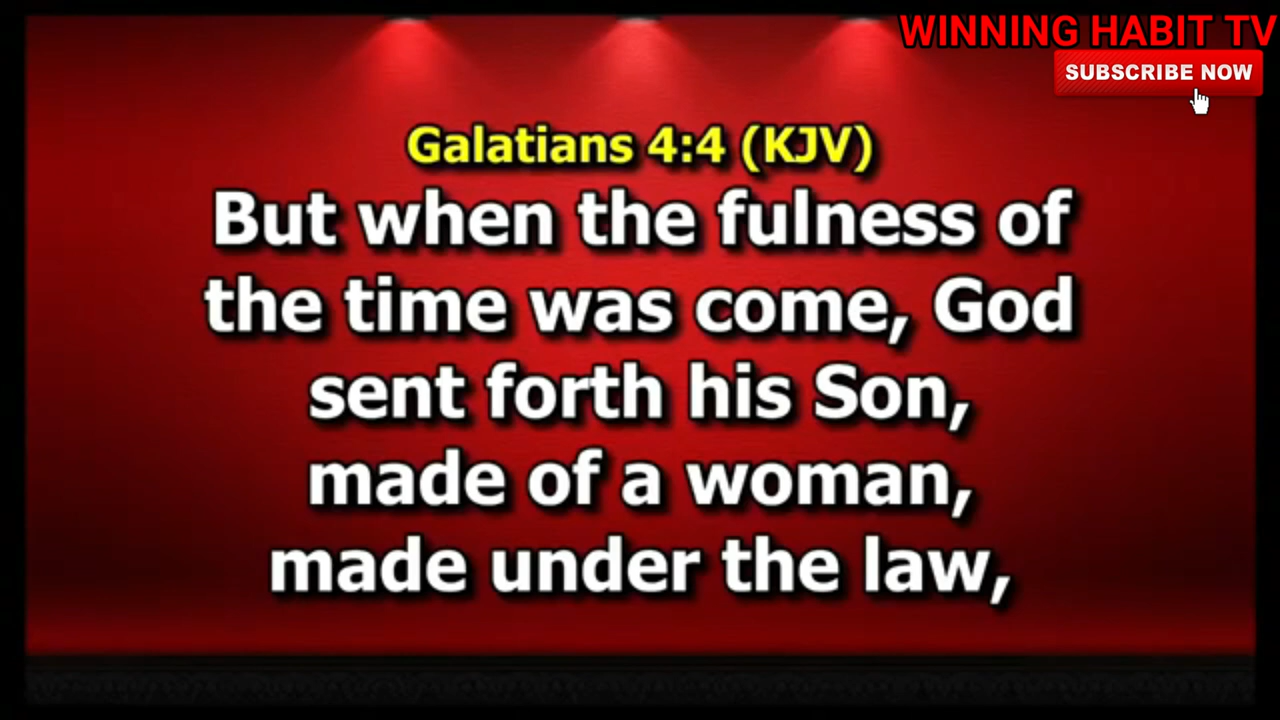 WINNING HABIT TV
SUBSCRIBE NOW
Galatians 4:4 (KJV)
But when the fulness of
the time was come, God
sent forth his Son,
made of a woman,
made under the law,